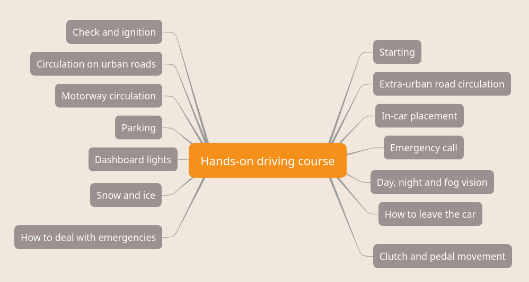 Check and ignition
Circulation on urban roads
Motorway circulation
Parking
Dashboard lights
Snow and ice
How to deal with emergencies
Hands-on driving course
Starting
Extra-urban road circulation
In-car placement
Emergency call
Day, night and fog vision
How to leave the car
Clutch and pedal movement